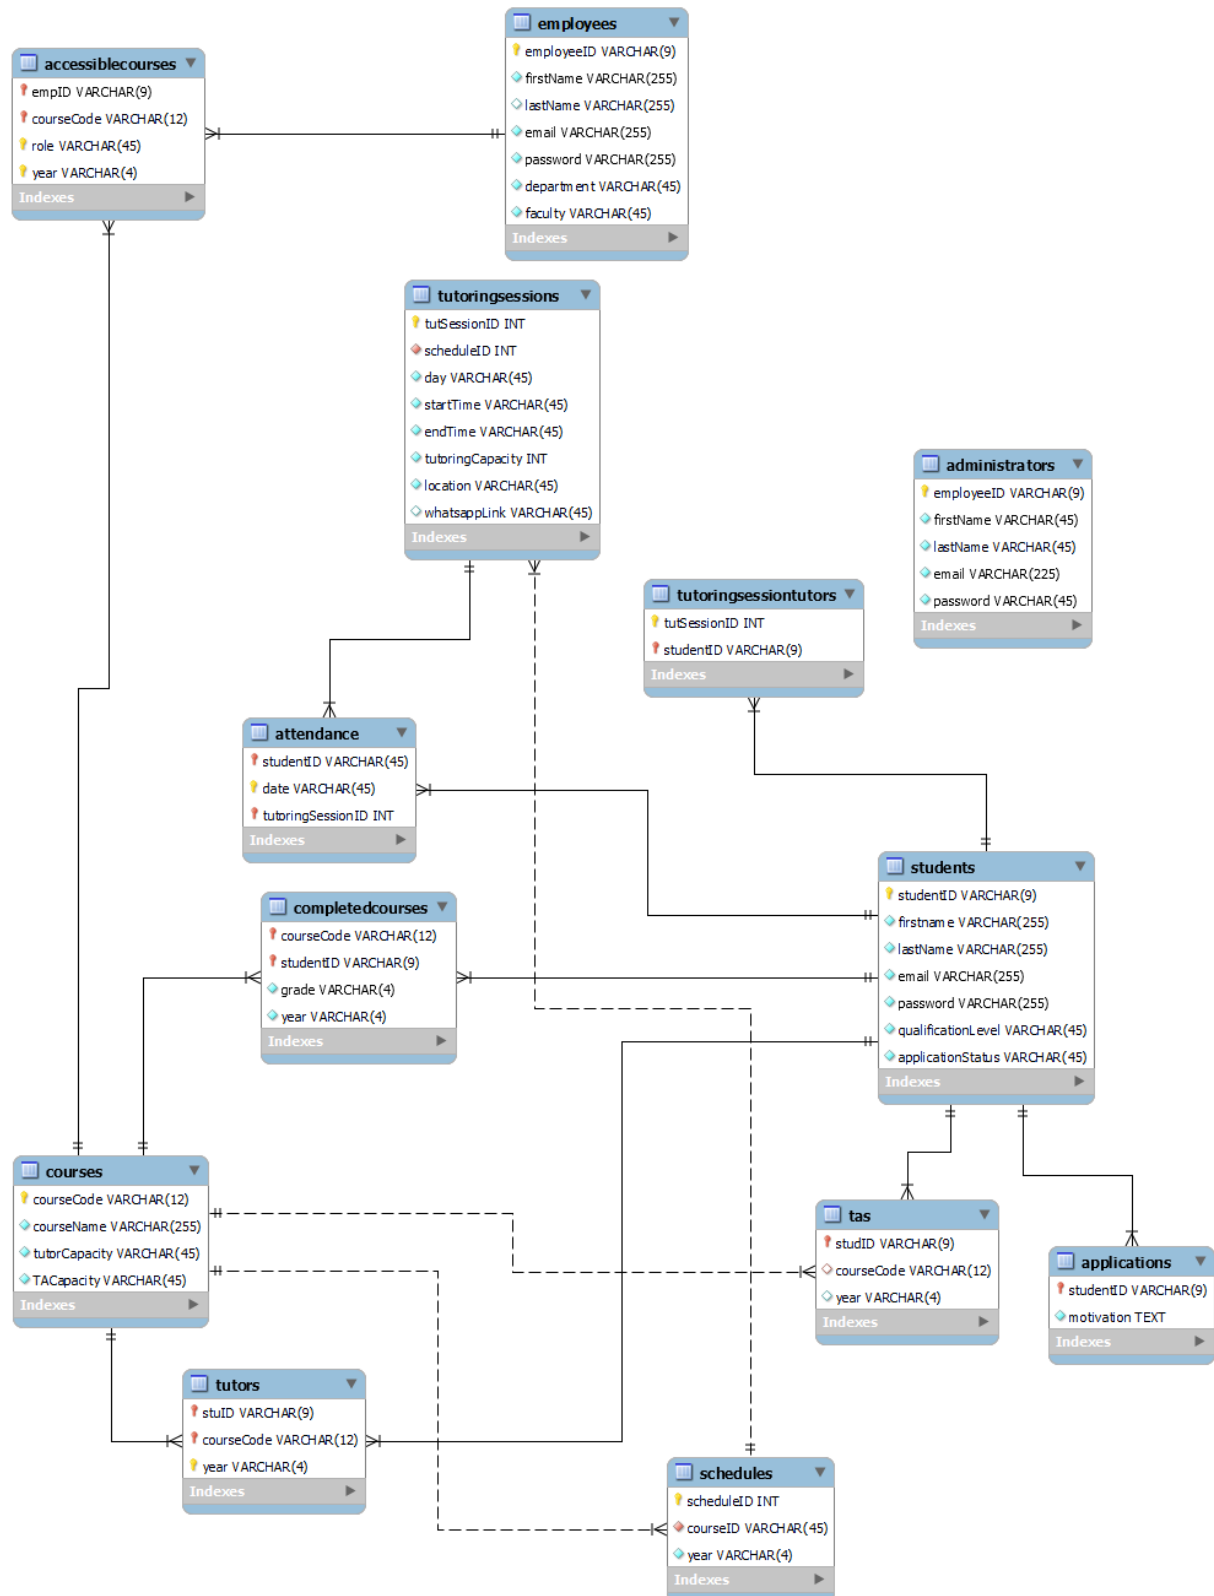 employees
employeeID VARCHAR(9)
firstName VARCHAR(255)
lastName VARCHAR(255)
email VARCHAR(255)
password VARCHAR(255)
department VARCHAR(45)
faculty VARCHAR(45)
Indexes
accessiblecourses
empID VARCHAR(9)
courseCode VARCHAR(12)
role VARCHAR(45)
year VARCHAR(4)
Indexes
tutoringsessions
tutSessionID INT
scheduleID INT
day VARCHAR(45)
startTime VARCHAR(45)
endTime VARCHAR(45)
tutoringCapacity INT
location VARCHAR(45)
whatsappLink VARCHAR(45)
Indexes
administrators
employeeID VARCHAR(9)
firstName VARCHAR(45)
lastName VARCHAR(45)
email VARCHAR(225)
password VARCHAR(45)
Indexes
tutoringsessiontutors
tutSessionID INT
studentID VARCHAR(9)
Indexes
attendance
studentID VARCHAR(45)
date VARCHAR(45)
tutoringSessionID INT
Indexes
students
studentID VARCHAR(9)
firstname VARCHAR(255)
lastName VARCHAR(255)
email VARCHAR(255)
password VARCHAR(255)
qualificationLevel VARCHAR(45)
applicationStatus VARCHAR(45)
Indexes
completedcourses
courseCode VARCHAR(12)
studentID VARCHAR(9)
grade VARCHAR(4)
year VARCHAR(4)
Indexes
courses
courseCode VARCHAR(12)
courseName VARCHAR(255)
tutorCapacity VARCHAR(45)
TACapacity VARCHAR(45)
Indexes
tas
studID VARCHAR(9)
courseCode VARCHAR(12)
year VARCHAR(4)
Indexes
applications
studentID VARCHAR(9)
motivation TEXT
Indexes
tutors
stuID VARCHAR(9)
courseCode VARCHAR(12)
year VARCHAR(4)
Indexes
schedules
scheduleID INT
courseID VARCHAR(45)
year VARCHAR(4)
Indexes